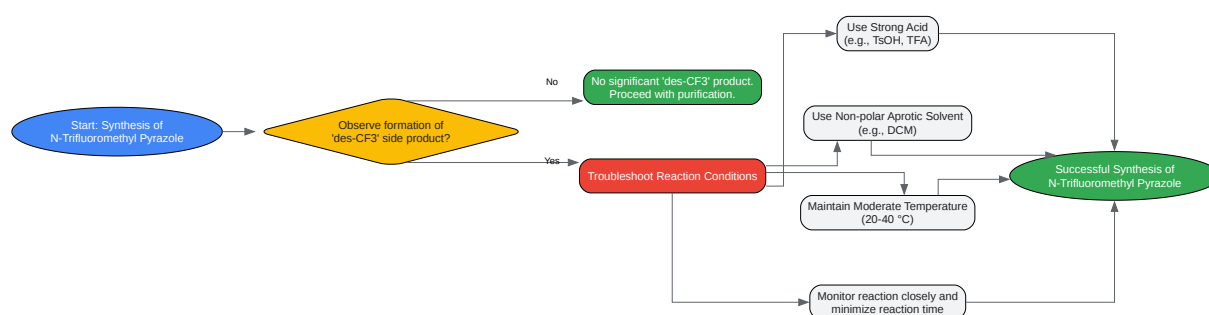 Start: Synthesis of
N-Trifluoromethyl Pyrazole
Observe formation of
'des-CF3' side product?
No
No significant 'des-CF3' product.
Proceed with purification.
Yes
Troubleshoot Reaction Conditions
Use Strong Acid
(e.g., TsOH, TFA)
Use Non-polar Aprotic Solvent
(e.g., DCM)
Maintain Moderate Temperature
(20-40 °C)
Monitor reaction closely and
minimize reaction time
Successful Synthesis of
N-Trifluoromethyl Pyrazole